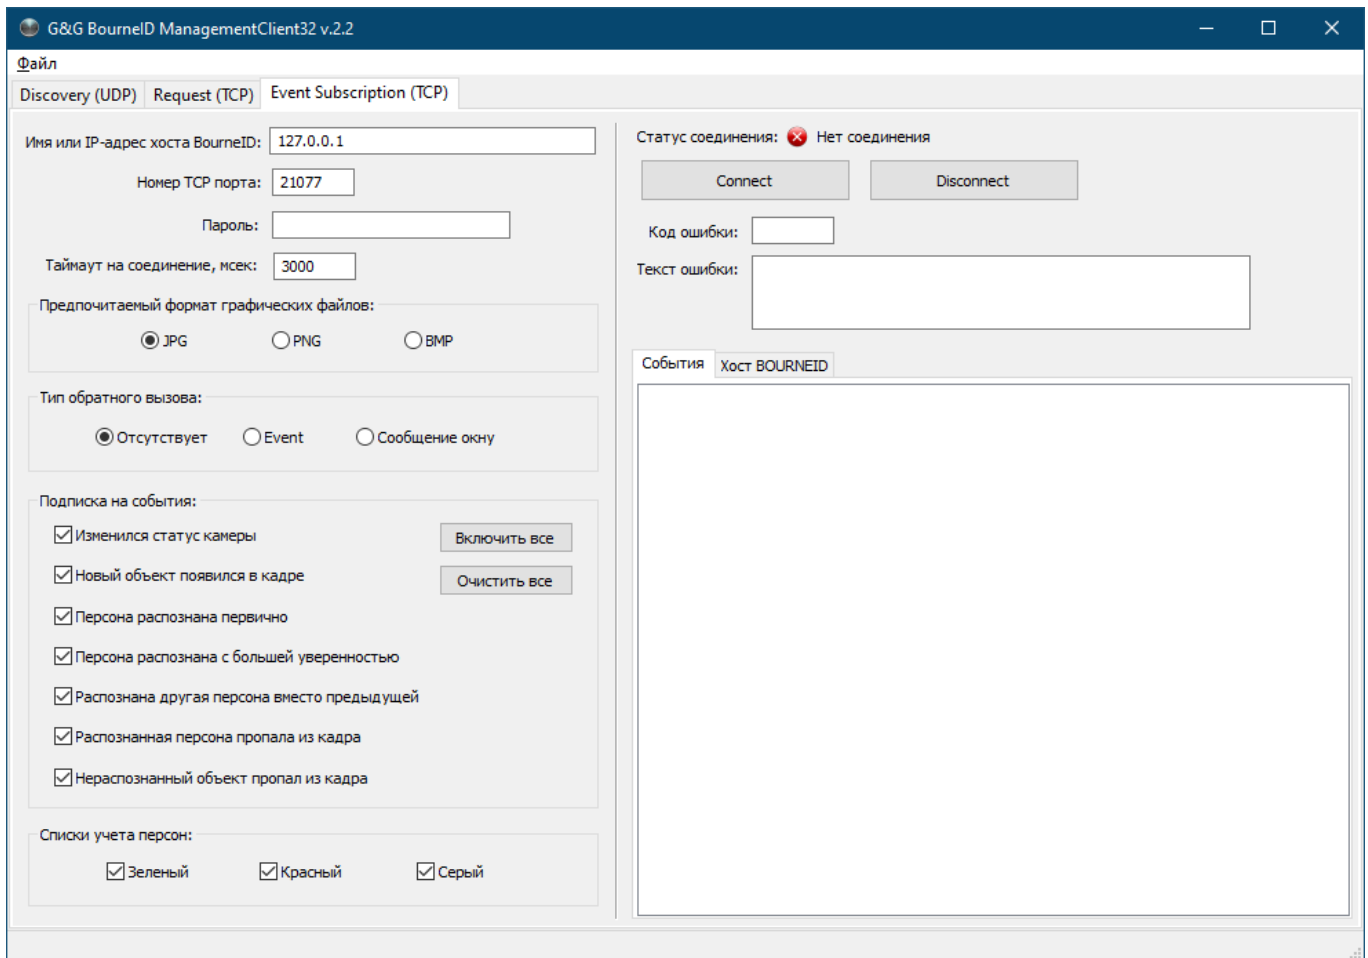 G&G BourneID ManagementClient32 v.2.2
Файл
Discovery (UDP) Request (TCP) Event Subscription (TCP)
Имя или IP-адрес хоста BourneID: 127.0.0.1
Номер TCP порта: 21077
Пароль:
Таймаут на соединение, мсек: 3000
Предпочитаемый формат графических файлов:
JPG PNG BMP
Тип обратного вызова:
Отсутствует Event Сообщение окну
Подписка на события:
Изменился статус камеры
Включить все
Новый объект появился в кадре
Очистить все
Персона распознана первично
Персона распознана с большей уверенностью
Распознана другая персона вместо предыдущей
Распознанная персона пропала из кадра
Нераспознанный объект пропал из кадра
Списки учета персон:
Зеленый Красный Серый
Статус соединения: Нет соединения
Connect Disconnect
Код ошибки:
Текст ошибки:
События Хост BOURNEID